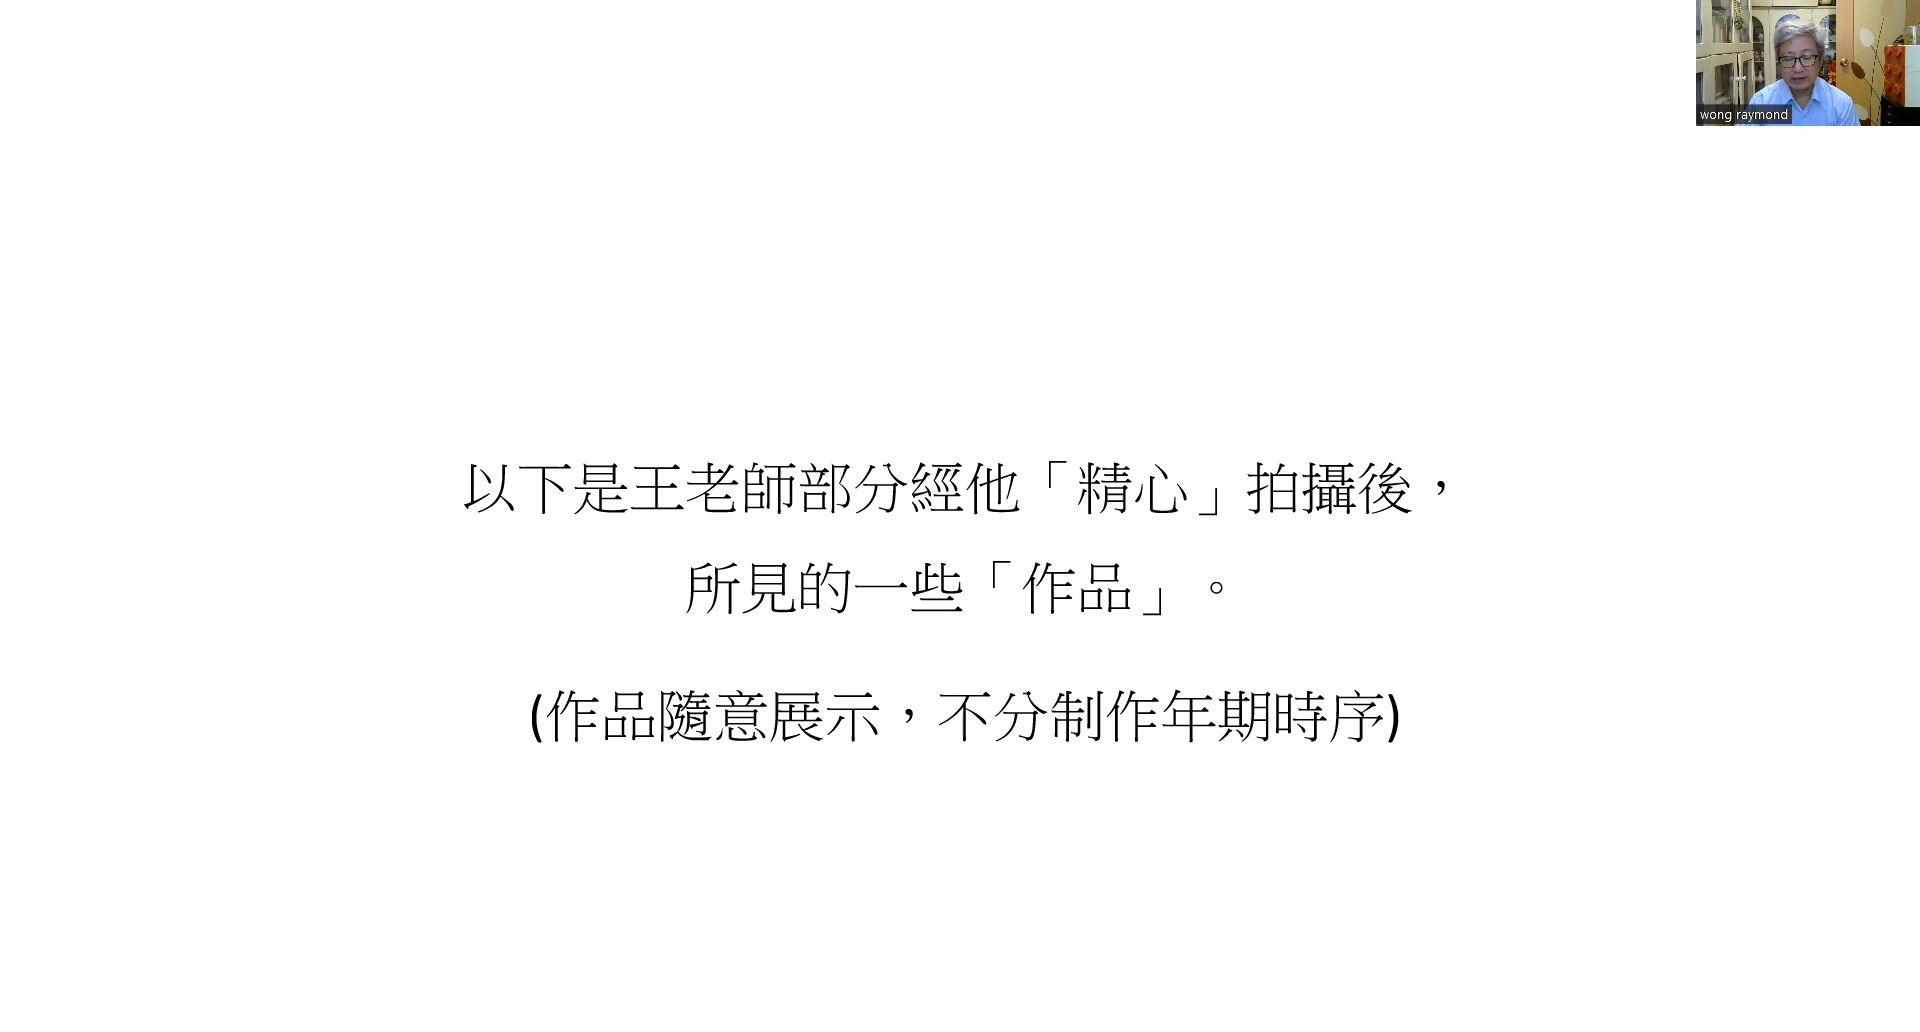 wong raymond
以下是王老師部分經他「精心」拍攝後，
所見的一些「作品」。
(作品隨意展示，不分制作年期時序)